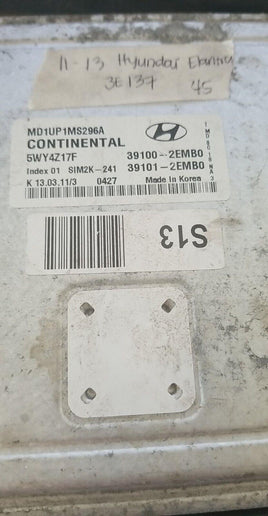 11-13 Hyundai Elantra
3E137 45
MD1UP1MS296A
CONTINENTAL
5WY4Z17F 39100-2EMB0
Index 01 SIM2K-241 39101-2EMB0
K 13.03.11/3 0427 Made in Korea
S13